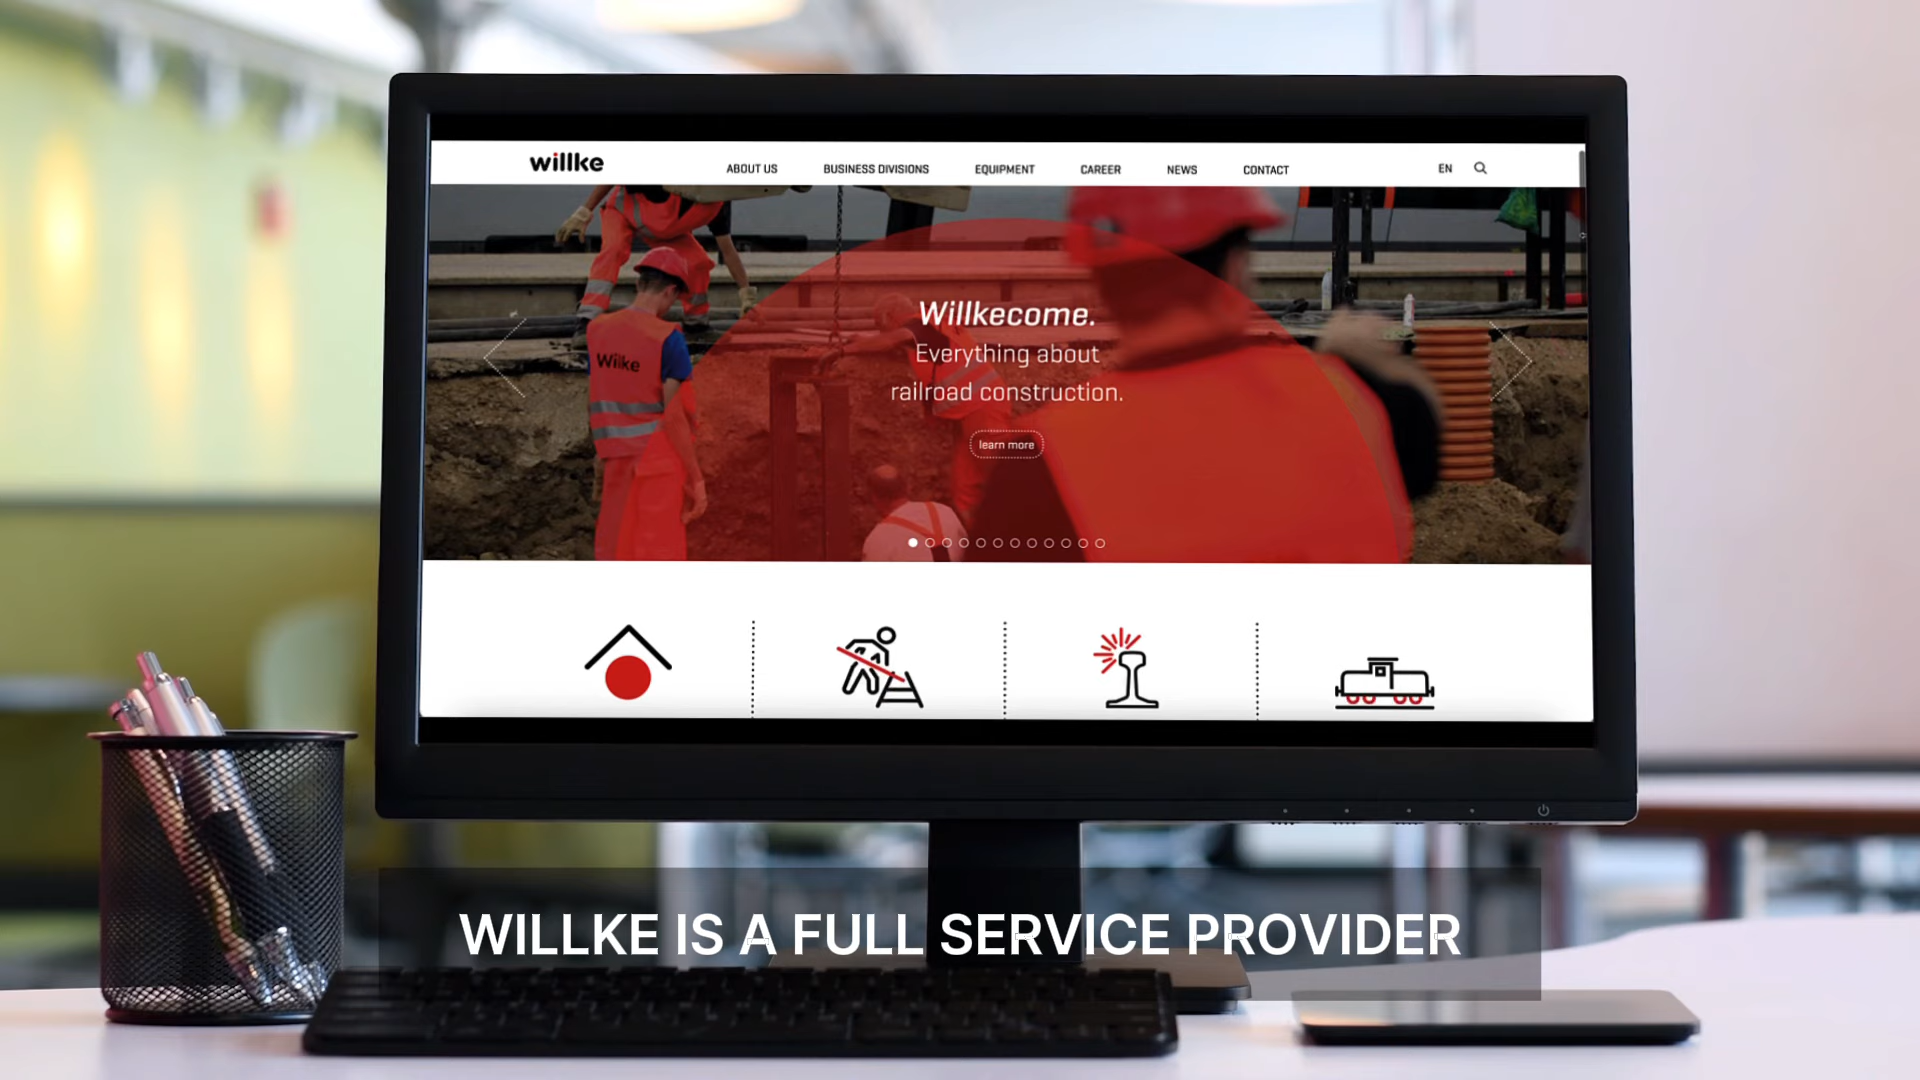 willke
ABOUT US BUSINESS DIVISIONS EQUIPMENT CAREER NEWS CONTACT EN
Willkecome.
Everything about
railroad construction.
learn more
Wilke
WILLKE IS A FULL SERVICE PROVIDER